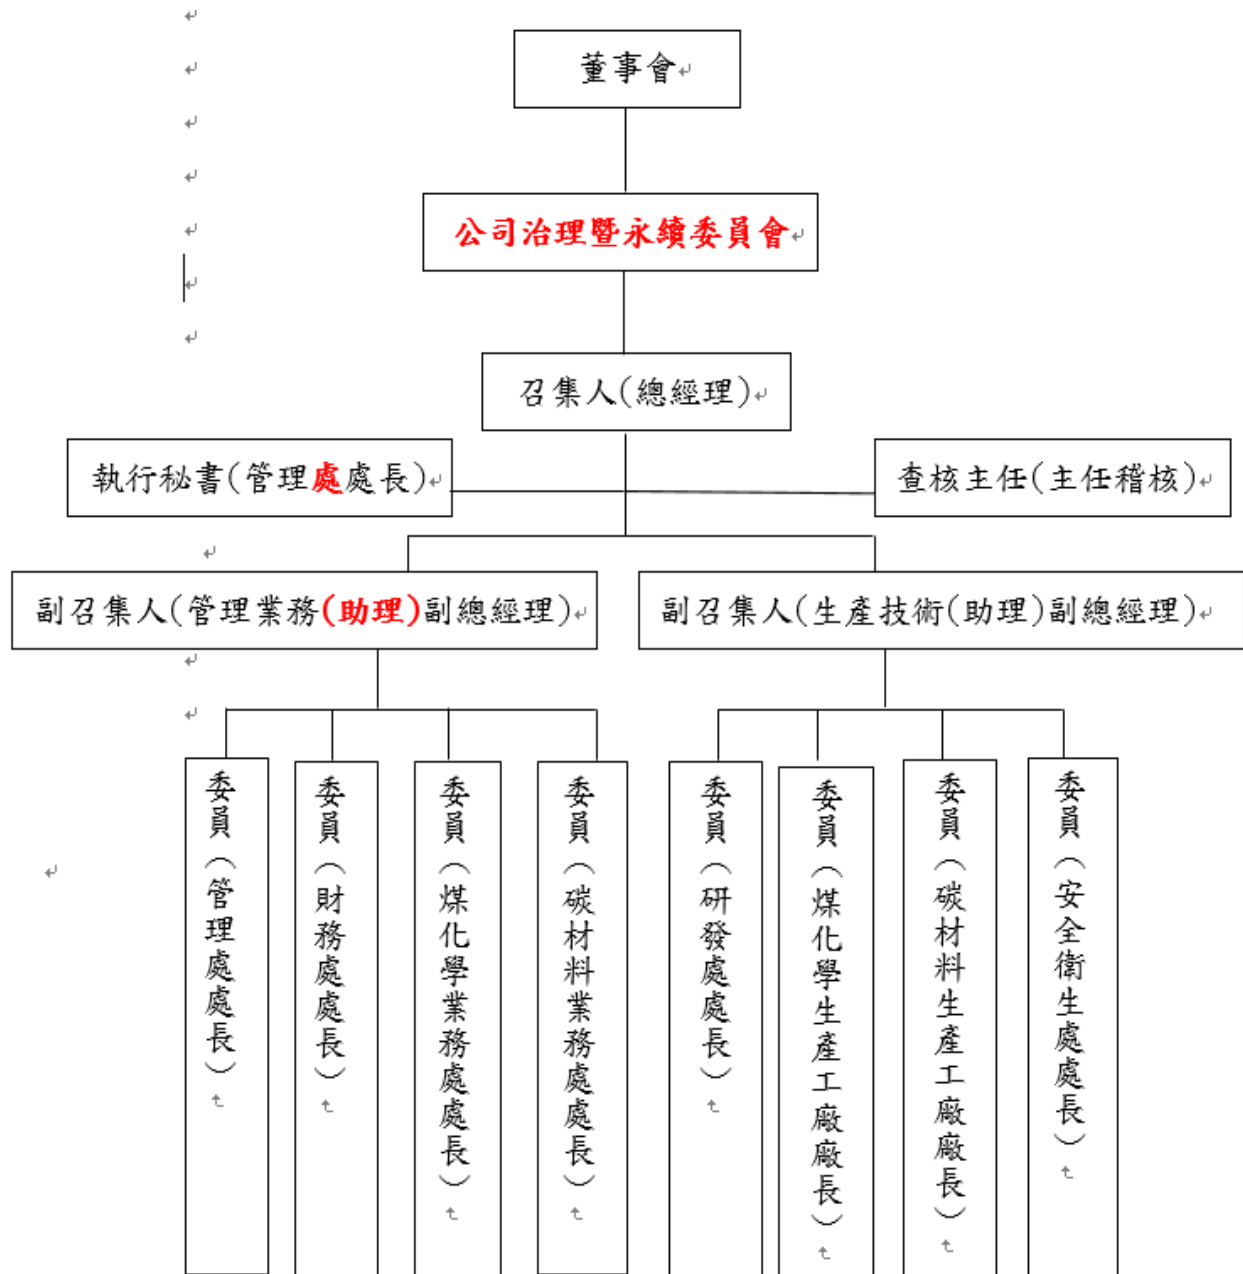 董事會
公司治理暨永續委員會
召集人(總經理)
執行秘書(管理處處長)
查核主任(主任稽核)
副召集人(管理業務(助理)副總經理)
副召集人(生產技術(助理)副總經理)
委員(管理處處長)
委員(財務處處長)
委員(煤化學業務處處長)
委員(碳材料業務處處長)
委員(研發處處長)
委員(煤化學生產工廠廠長)
委員(碳材料生產工廠廠長)
委員(安全衛生處處長)